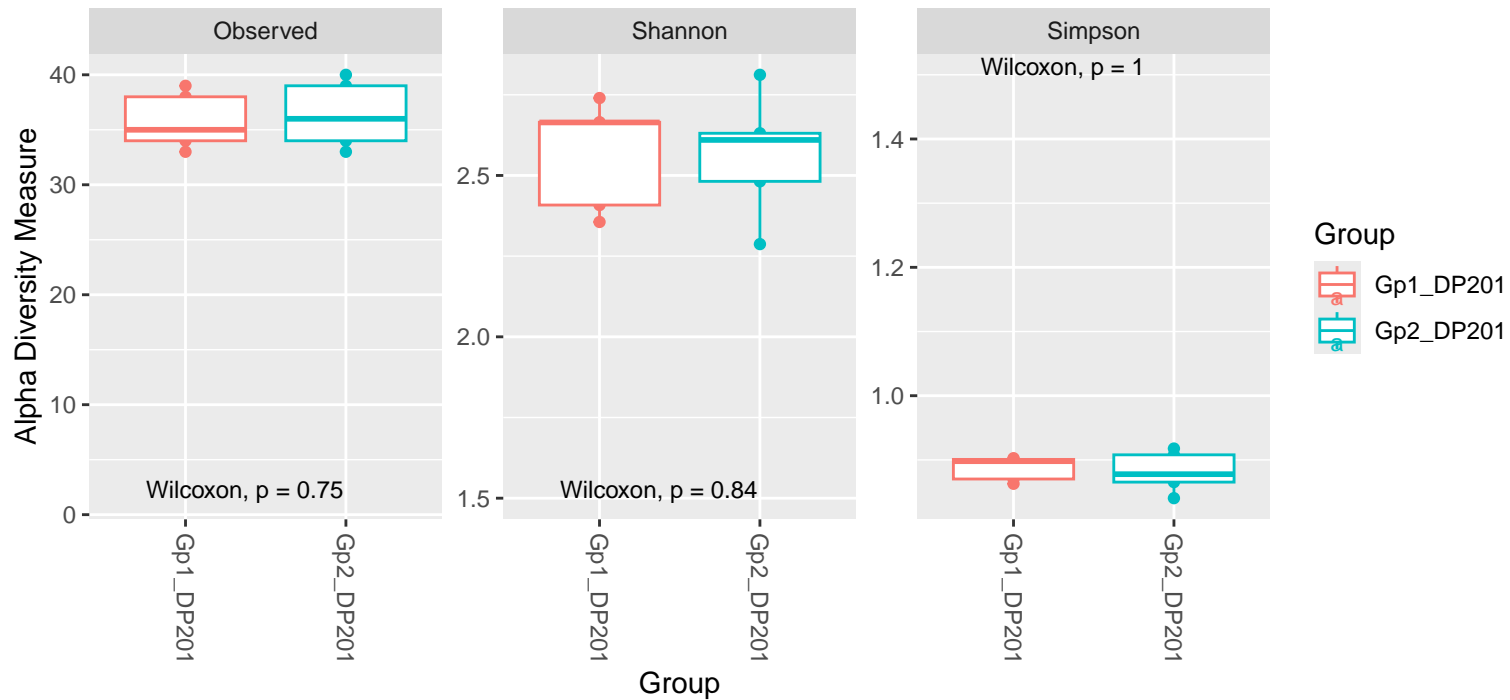 Observed
Shannon
Simpson
Alpha Diversity Measure
40
30
20
10
0
Wilcoxon, p = 0.75
2.5
2.0
1.5
Wilcoxon, p = 0.84
1.4
1.2
1.0
Wilcoxon, p = 1
Gp1_DP201
Gp2_DP201
Gp1_DP201
Gp2_DP201
Gp1_DP201
Gp2_DP201
Group
Group
a
Gp1_DP201
a
Gp2_DP201